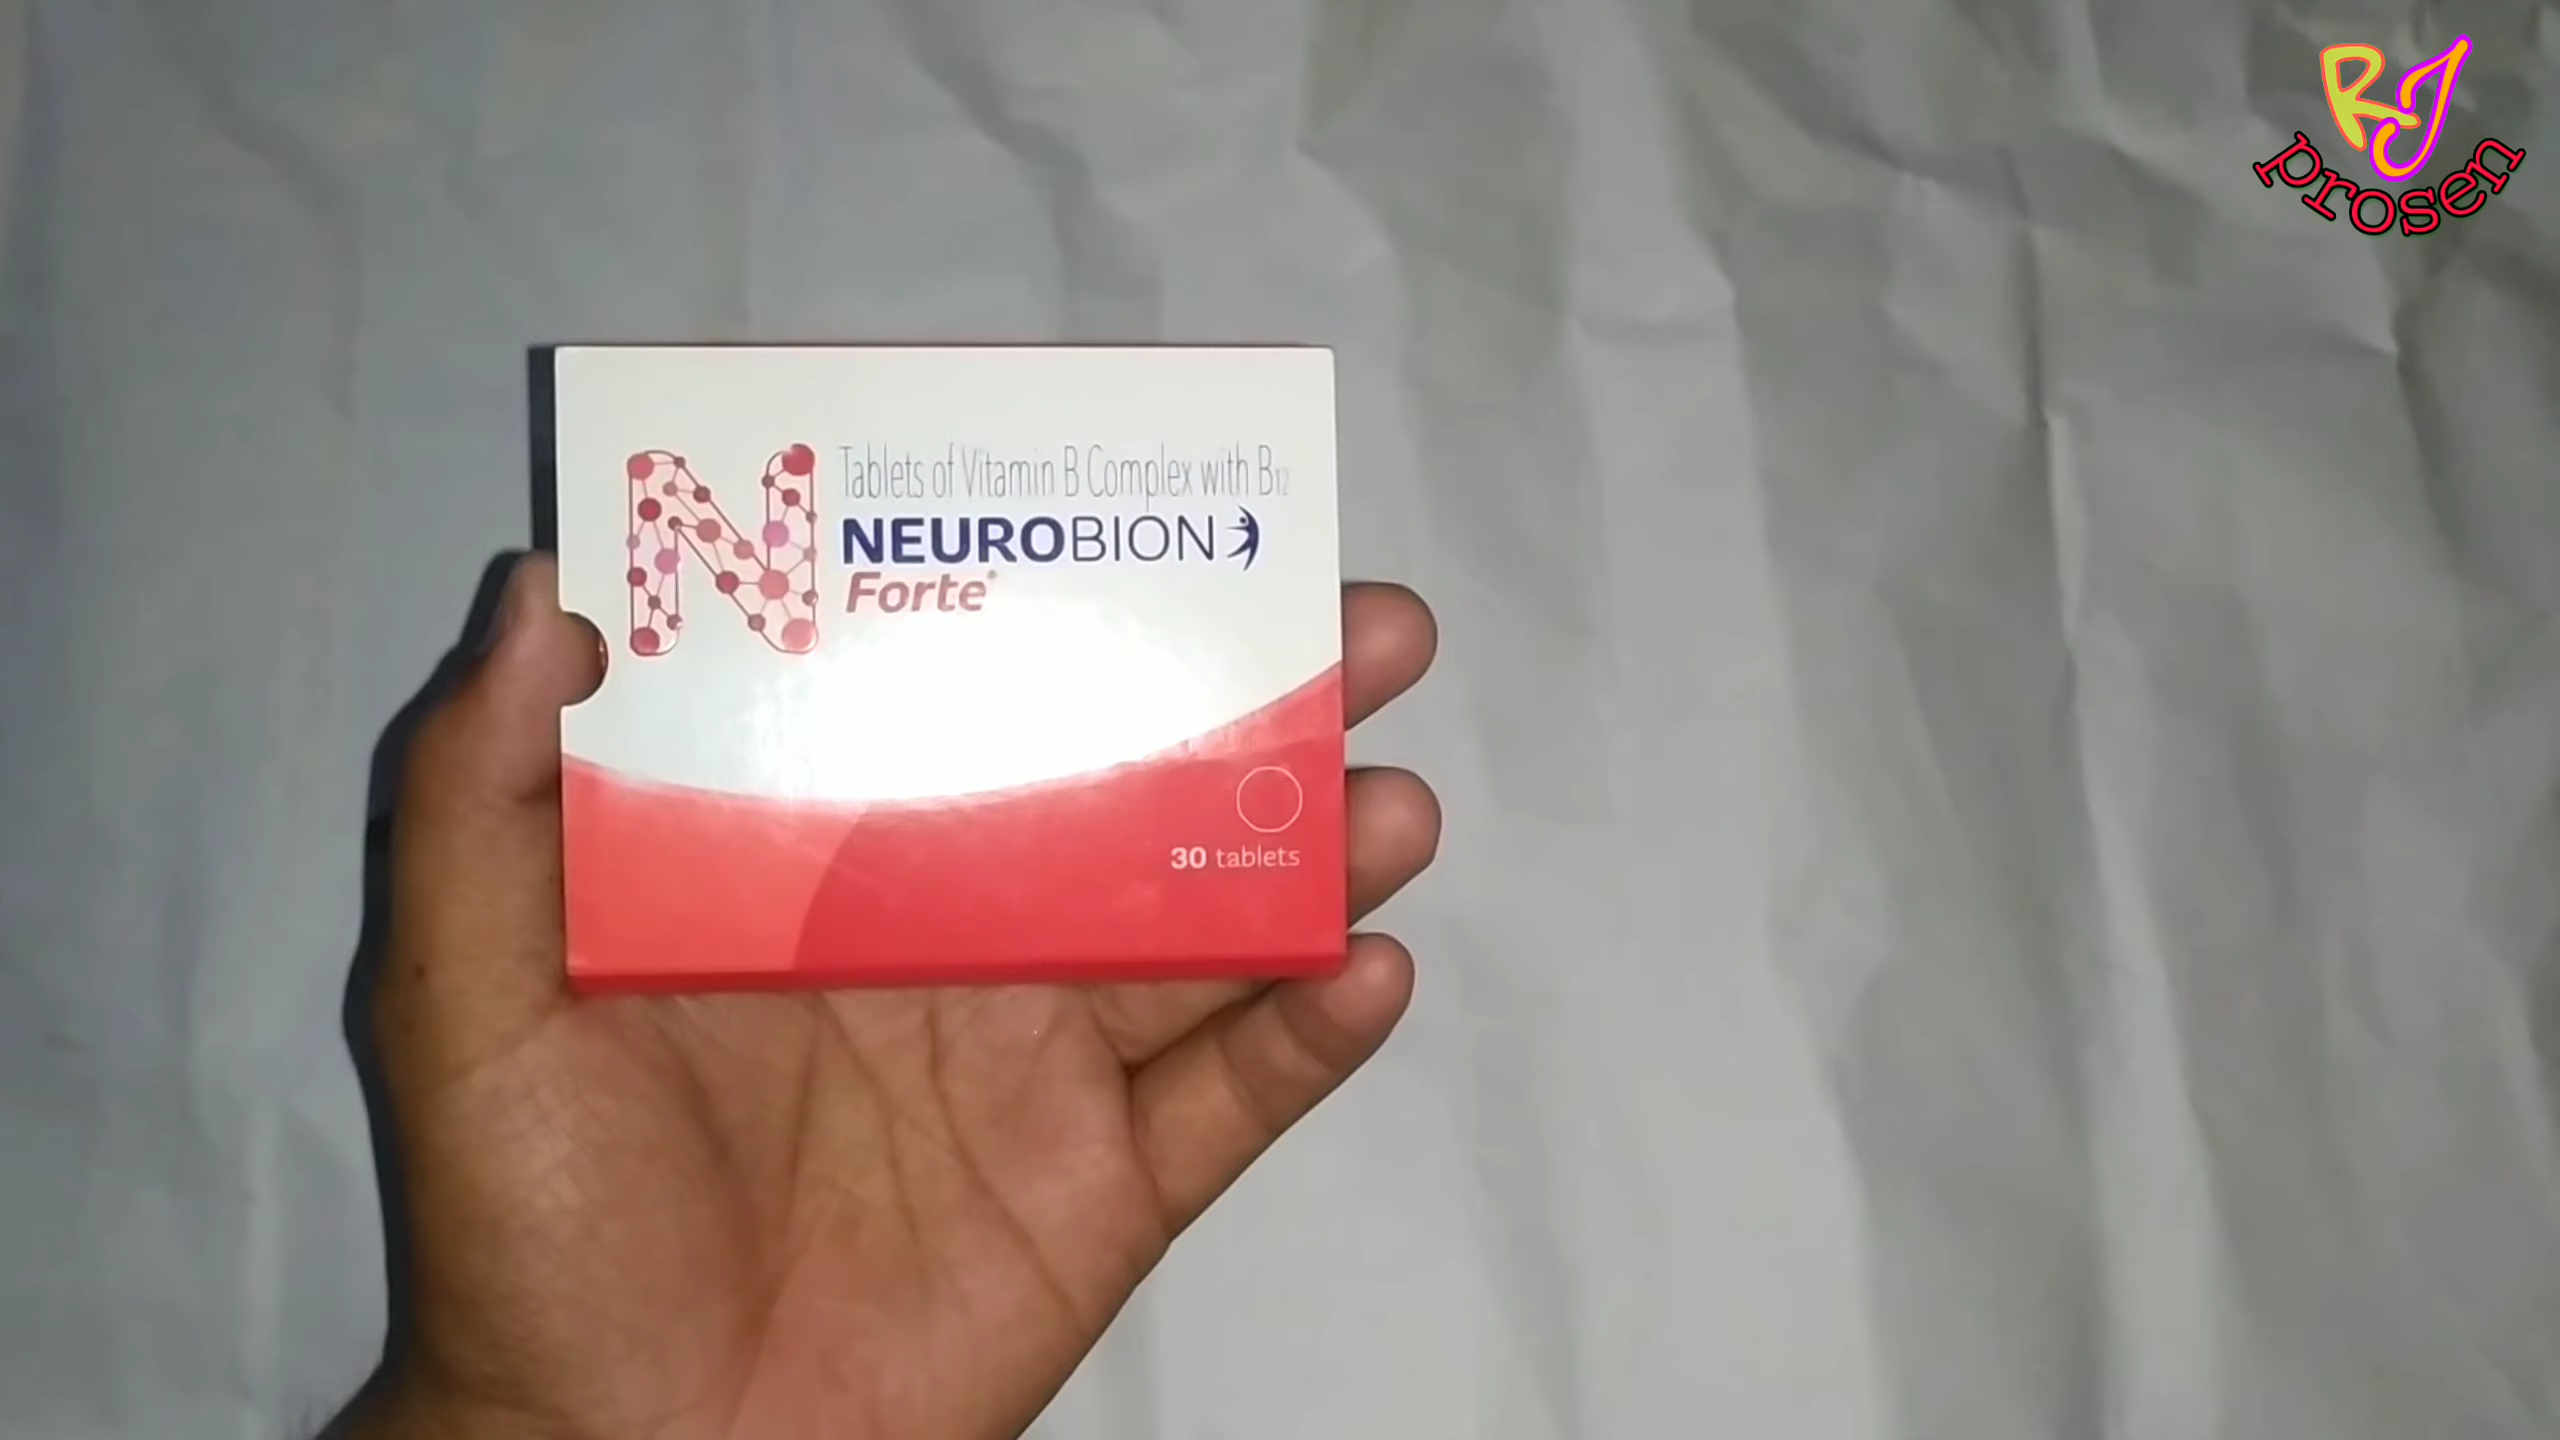 RJ
prosen
Tablets of Vitamin B Complex with B12
NEUROBION
Forte®
30 tablets